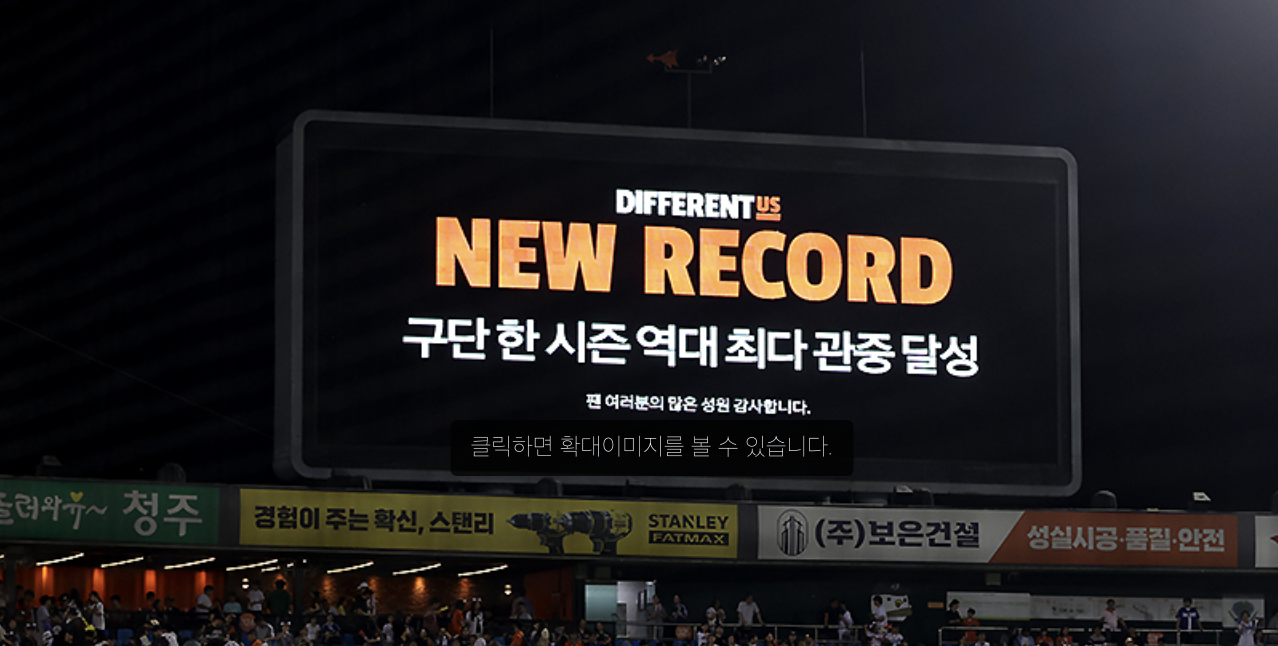 DIFFERENT US
NEW RECORD
구단 한 시즌 역대 최다 관중 달성
팬 여러분의 많은 성원 감사합니다.
클릭하면 확대이미지를 볼 수 있습니다.
청주
경험이 주는 확신, 스탠리
STANLEY
FATMAX
(주)보은건설
성실시공·품질·안전